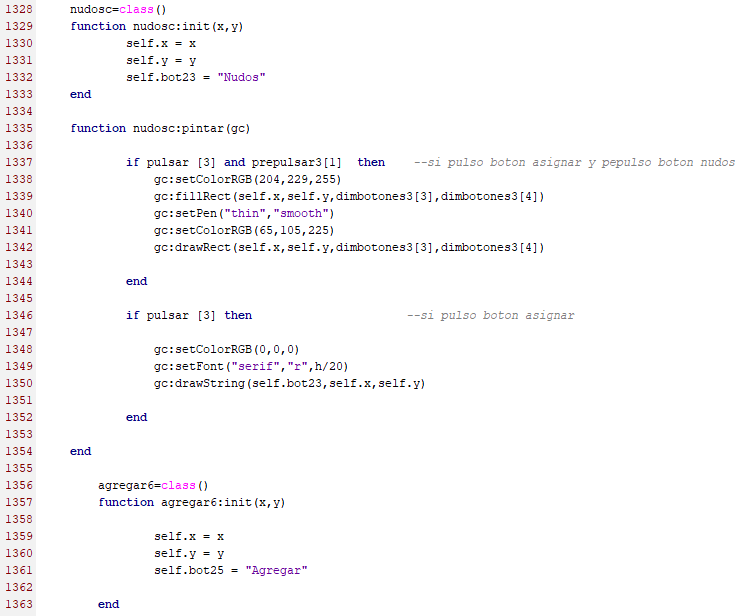 1328 nudosc=class()
1329 function nudosc:init(x,y)
1330 self.x = x
1331 self.y = y
1332 self.bot23 = "Nudos"
1333 end
1334
1335 function nudosc:pintar(gc)
1336
1337 if pulsar [3] and prepulsar3[1]  then    --si pulso boton asignar y pepulso boton nudos
1338 gc:setColorRGB(204,229,255)
1339 gc:fillRect(self.x,self.y,dimbotones3[3],dimbotones3[4])
1340 gc:setPen("thin","smooth")
1341 gc:setColorRGB(65,105,225)
1342 gc:drawRect(self.x,self.y,dimbotones3[3],dimbotones3[4])
1343
1344 end
1345
1346 if pulsar [3] then    --si pulso boton asignar
1347
1348 gc:setColorRGB(0,0,0)
1349 gc:setFont("serif","r",h/20)
1350 gc:drawString(self.bot23,self.x,self.y)
1351
1352 end
1353
1354 end
1355
1356 agregar6=class()
1357 function agregar6:init(x,y)
1358
1359 self.x = x
1360 self.y = y
1361 self.bot25 = "Agregar"
1362
1363 end